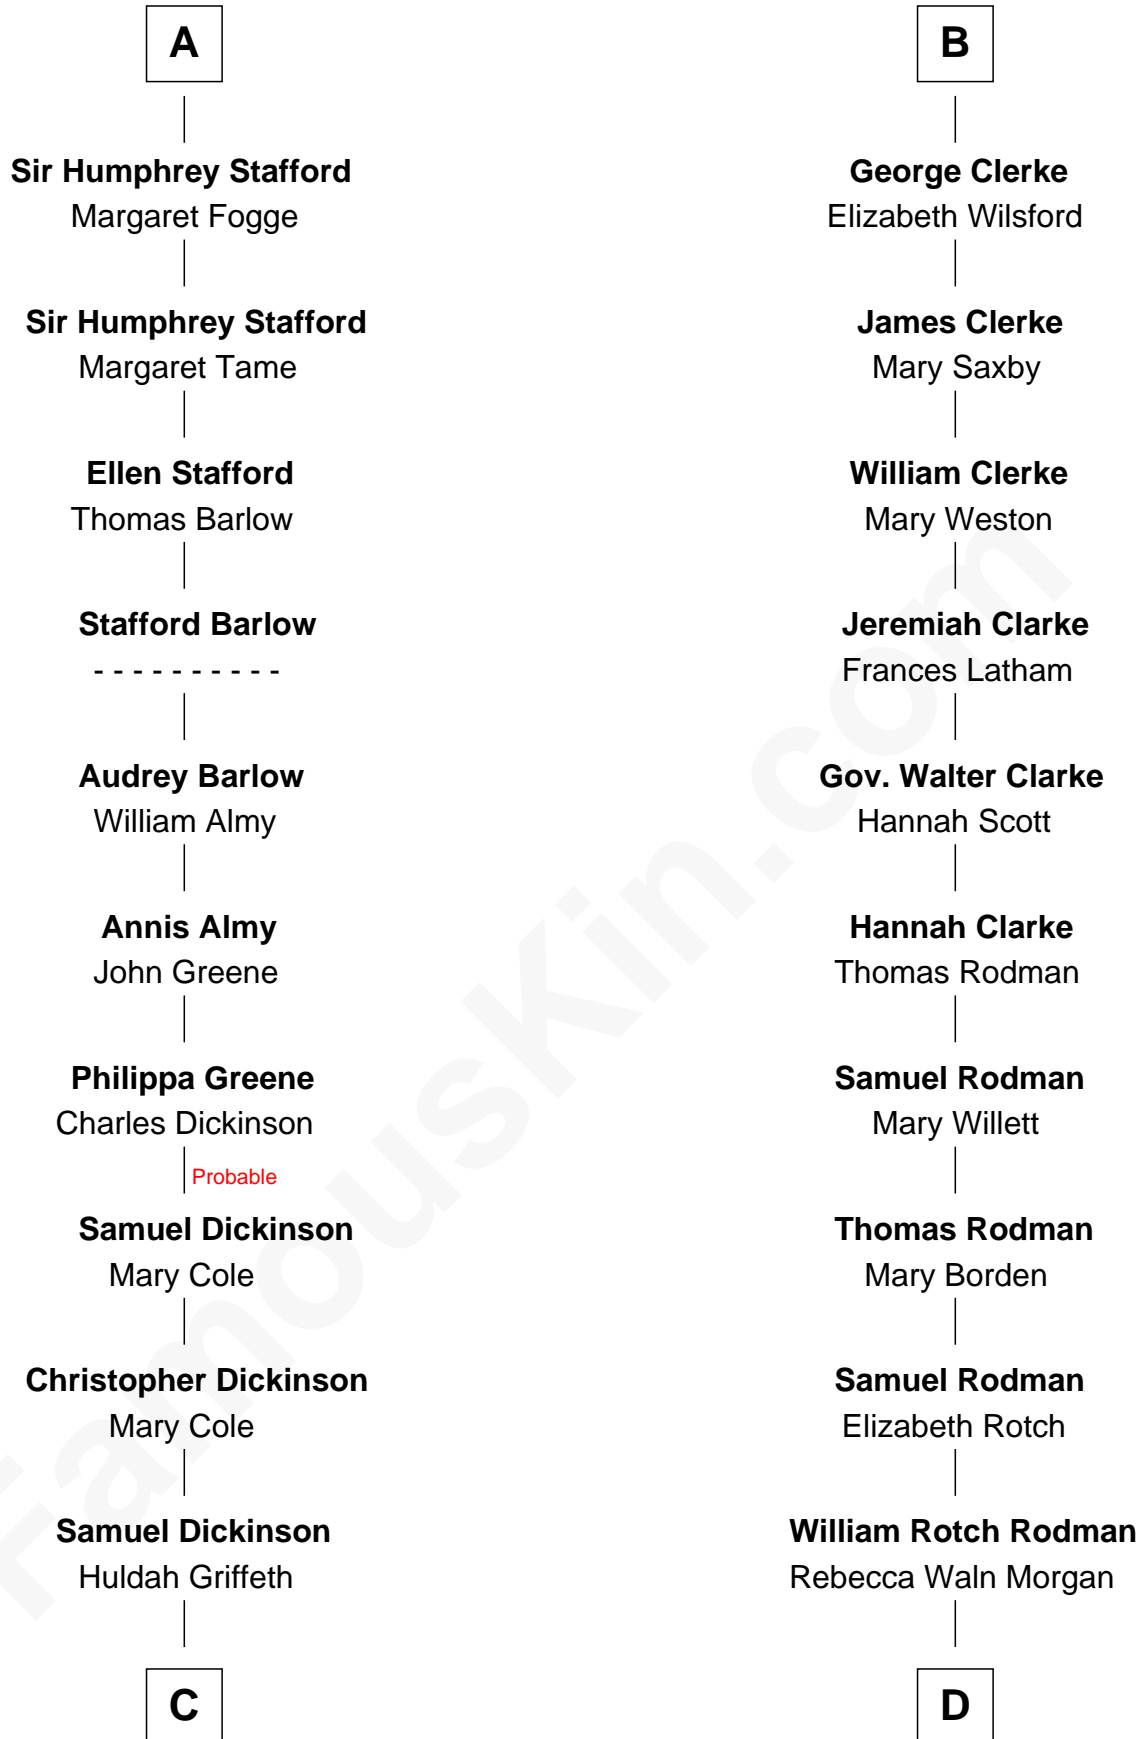 A
Sir Humphrey Stafford
Margaret Fogge
Sir Humphrey Stafford
Margaret Tame
Ellen Stafford
Thomas Barlow
Stafford Barlow
- - - - - - - - - -
Audrey Barlow
William Almy
Annis Almy
John Greene
Philippa Greene
Charles Dickinson
Probable
Samuel Dickinson
Mary Cole
Christopher Dickinson
Mary Cole
Samuel Dickinson
Huldah Griffeth
C
B
George Clerke
Elizabeth Wilsford
James Clerke
Mary Saxby
William Clerke
Mary Weston
Jeremiah Clarke
Frances Latham
Gov. Walter Clarke
Hannah Scott
Hannah Clarke
Thomas Rodman
Samuel Rodman
Mary Willett
Thomas Rodman
Mary Borden
Samuel Rodman
Elizabeth Rotch
William Rotch Rodman
Rebecca Waln Morgan
D
FamousKin.com